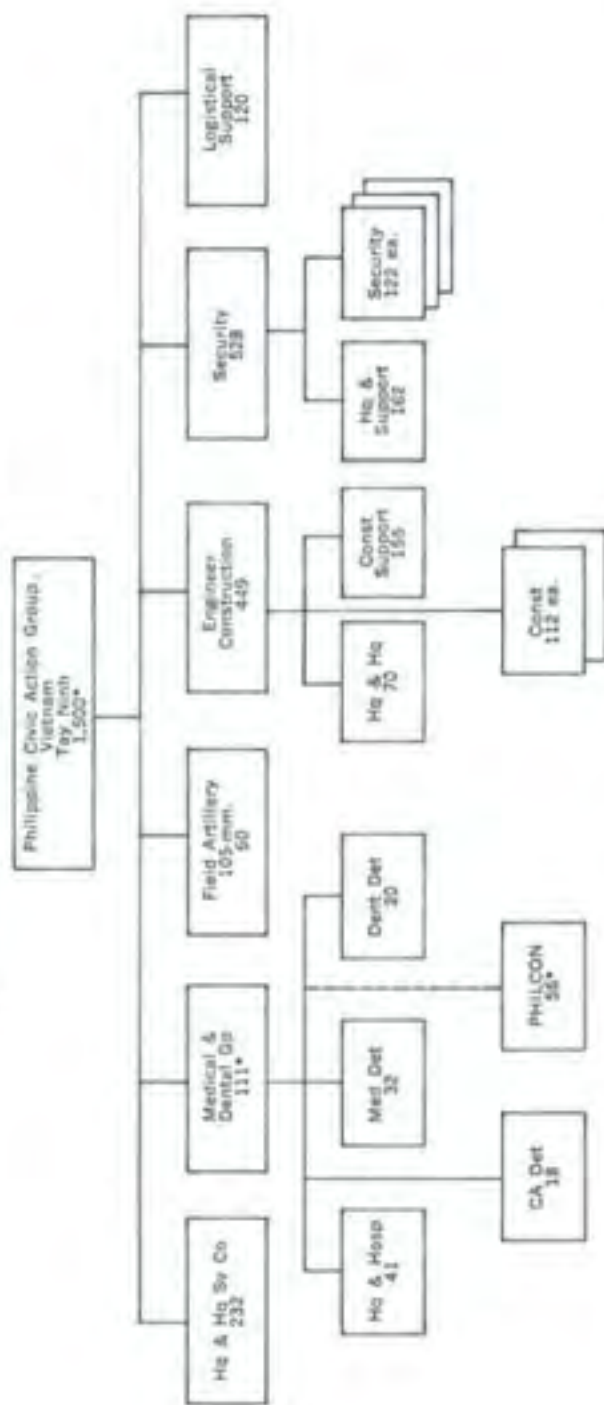 Philippine Civic Action Group,
Vietnam
Tay Ninh
1,500*
Hq & Hq Sv Co
232
Medical &
Dental Gp
111*
Field Artillery
105-mm.
60
Engineer
Construction
449
Security
528
Logistical
Support
120
Hq & Hosp
41
Med Det
32
Dent Det
20
Hq & Hq
70
Const
Support
155
Hq &
Support
162
Security
122 ea.
CA Det
18
PHILCON
56*
Const
112 ea.